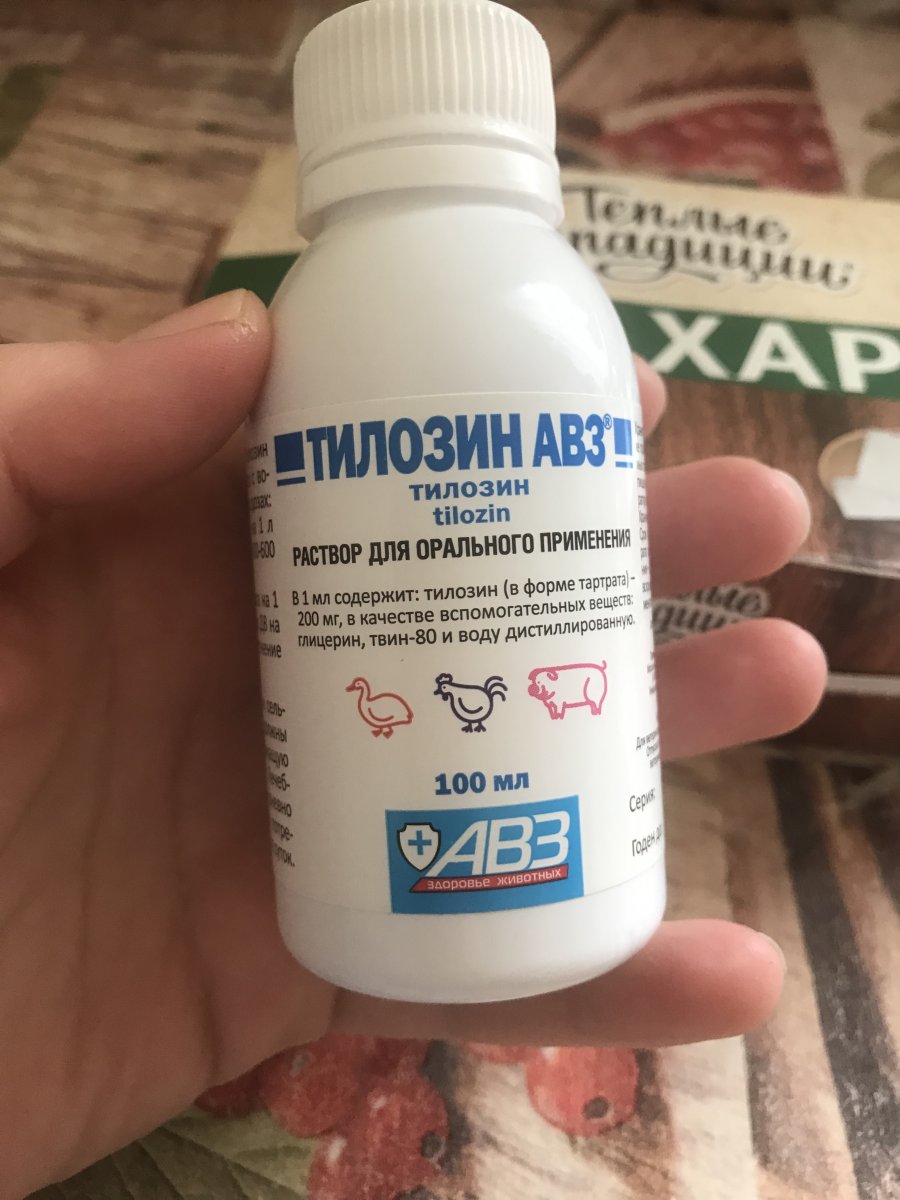 Теплые
традиции
ХАР
ТИЛОЗИН АВЗ®
тилозин
tilozin
РАСТВОР ДЛЯ ОРАЛЬНОГО ПРИМЕНЕНИЯ
В 1 мл содержит: тилозин (в форме тартрата) –
200 мг, в качестве вспомогательных веществ:
глицерин, твин-80 и воду дистиллированную.
100 мл
АВЗ
ЗДОРОВЬЕ ЖИВОТНЫХ
Серия:
Годен д